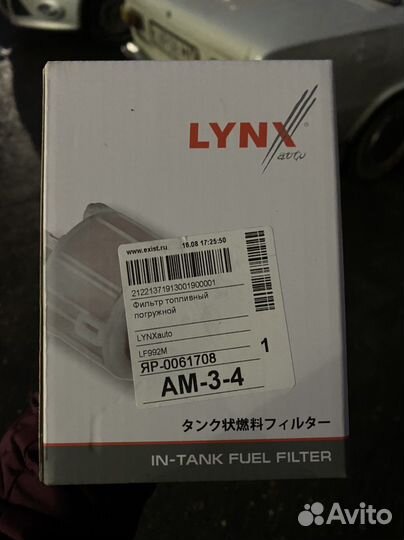 LYNX
auto
www.exist.ru 16.08 17:25:50
21221371913001900001
Фильтр топливный
погружной
LYNXauto
LF992M
ЯР-0061708
1
АМ-3-4
タンク状燃料フィルター
IN-TANK FUEL FILTER
Avito